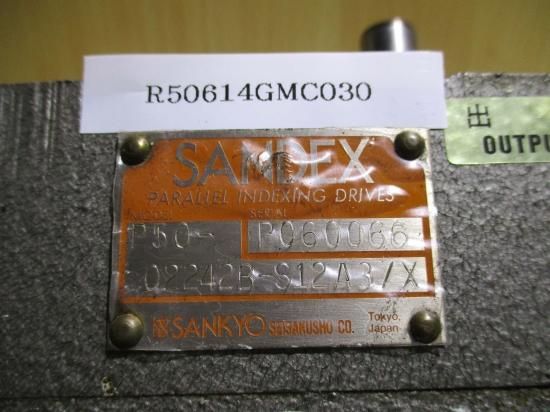 R50614GMC030
出
OUTPU
SANDEX
PARALLEL INDEXING DRIVES
MODEL SERIAL
P50- P060066
02242B-S12A3/X
SANKYO SEISAKUSHO CO. Tokyo, Japan